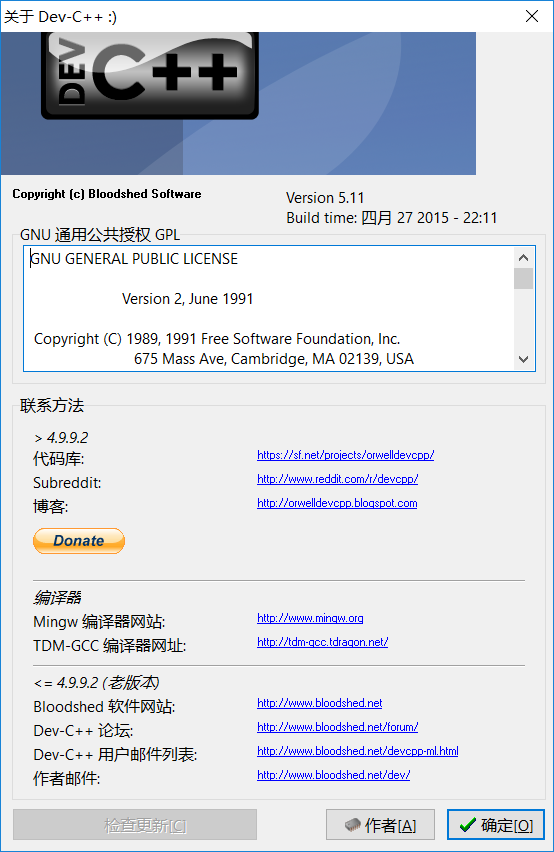 关于 Dev-C++ :)
DEV C++
Copyright (c) Bloodshed Software
Version 5.11
Build time: 四月 27 2015 - 22:11
GNU 通用公共授权 GPL
GNU GENERAL PUBLIC LICENSE
Version 2, June 1991
Copyright (C) 1989, 1991 Free Software Foundation, Inc.
675 Mass Ave, Cambridge, MA 02139, USA
联系方法
> 4.9.9.2
代码库: https://sf.net/projects/orwelldevcpp/
Subreddit: http://www.reddit.com/r/devcpp/
博客: http://orwelldevcpp.blogspot.com
Donate
编译器
Mingw 编译器网站: http://www.mingw.org
TDM-GCC 编译器网址: http://tdm-gcc.tdragon.net/
<= 4.9.9.2 (老版本)
Bloodshed 软件网站: http://www.bloodshed.net
Dev-C++ 论坛: http://www.bloodshed.net/forum/
Dev-C++ 用户邮件列表: http://www.bloodshed.net/devcpp-ml.html
作者邮件: http://www.bloodshed.net/dev/
检查更新[C] 作者[A] 确定[O]